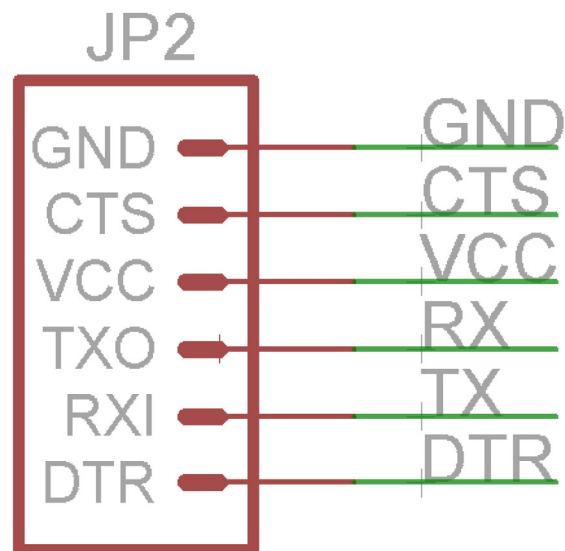 JP2
GND GND
CTS CTS
VCC VCC
TXO RX
RXI TX
DTR DTR